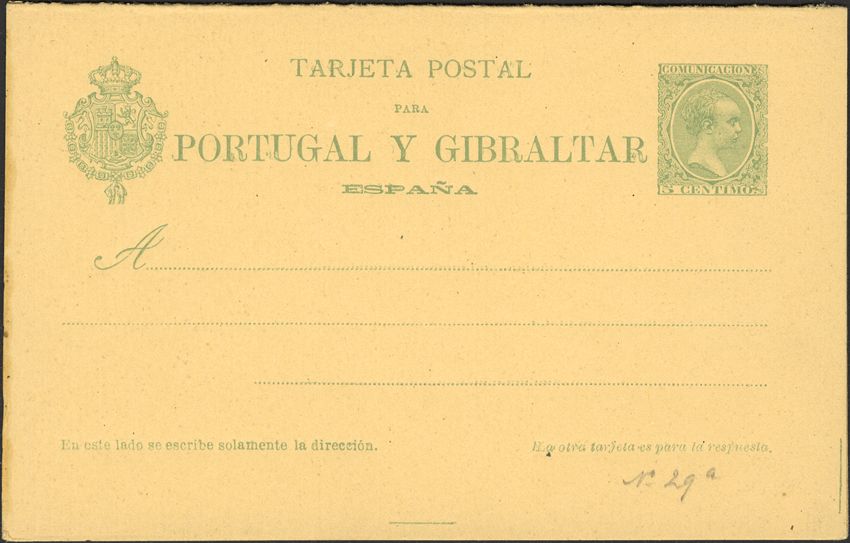 TARJETA POSTAL
PARA
PORTUGAL Y GIBRALTAR
ESPAÑA
COMUNICACIONES
5 CENTIMOS
A
En este lado se escribe solamente la dirección.
La otra tarjeta es para la respuesta.
Nº 29ª